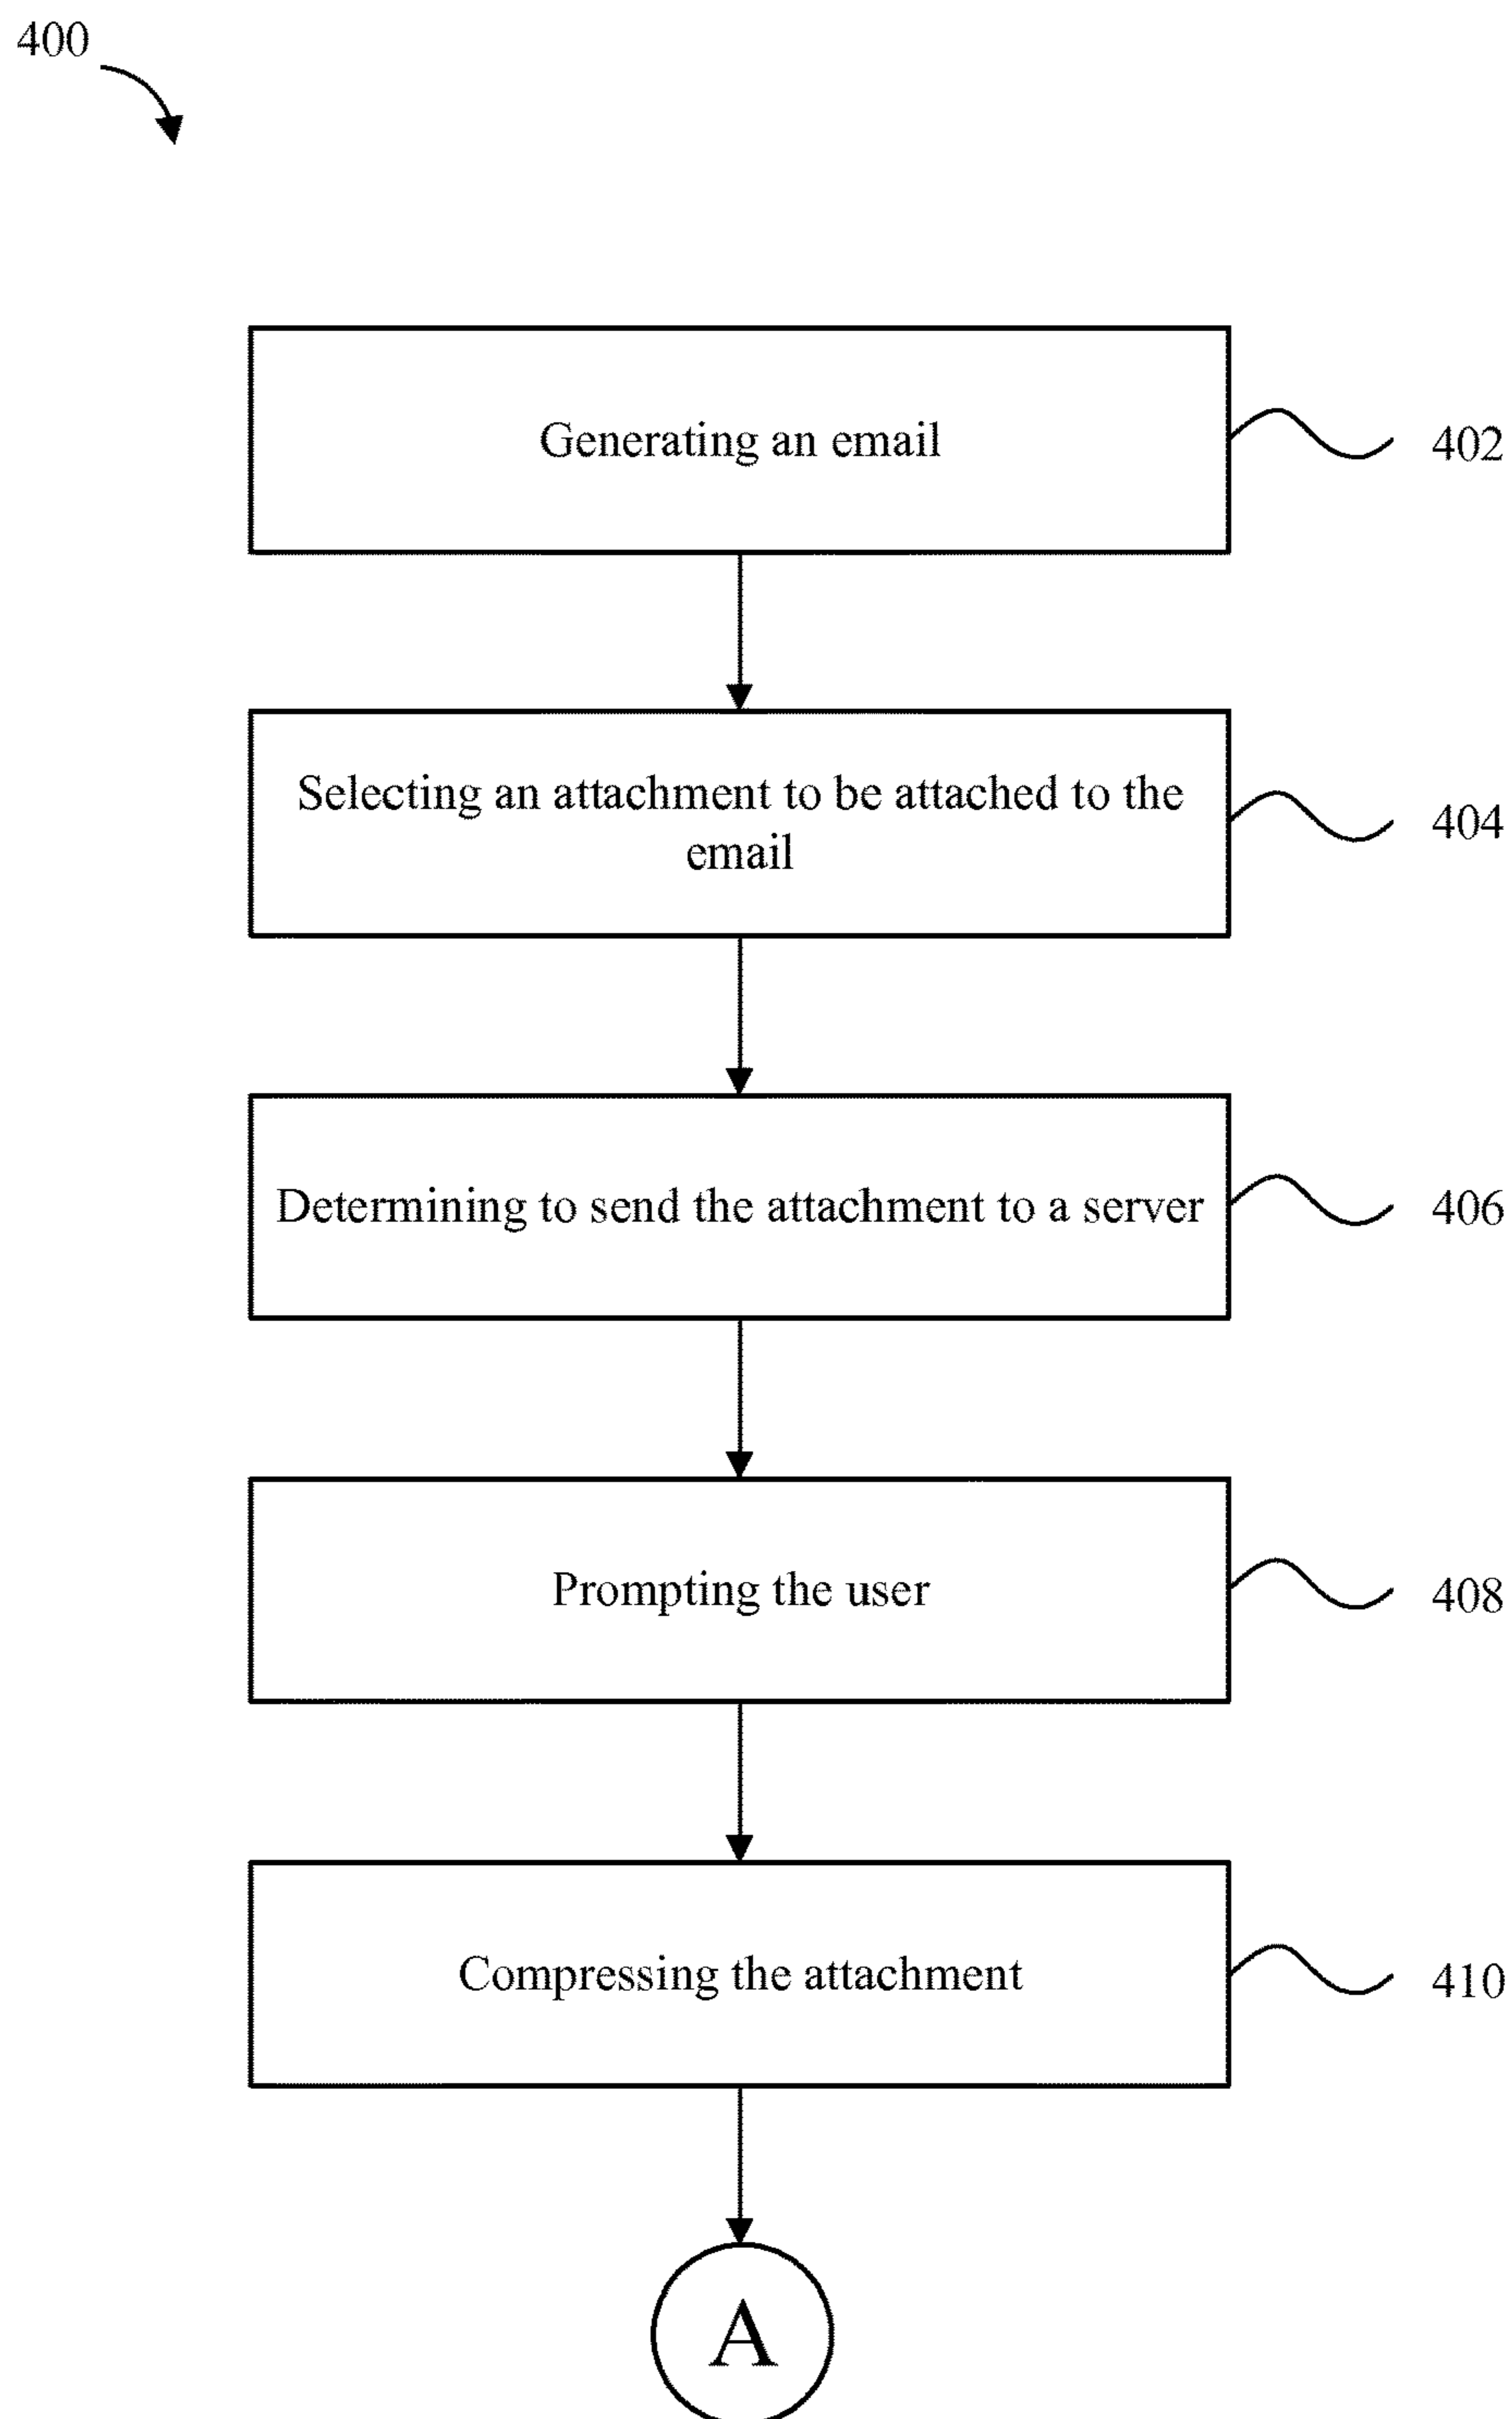 400
Generating an email
402
Selecting an attachment to be attached to the
email
404
Determining to send the attachment to a server
406
Prompting the user
408
Compressing the attachment
410
A